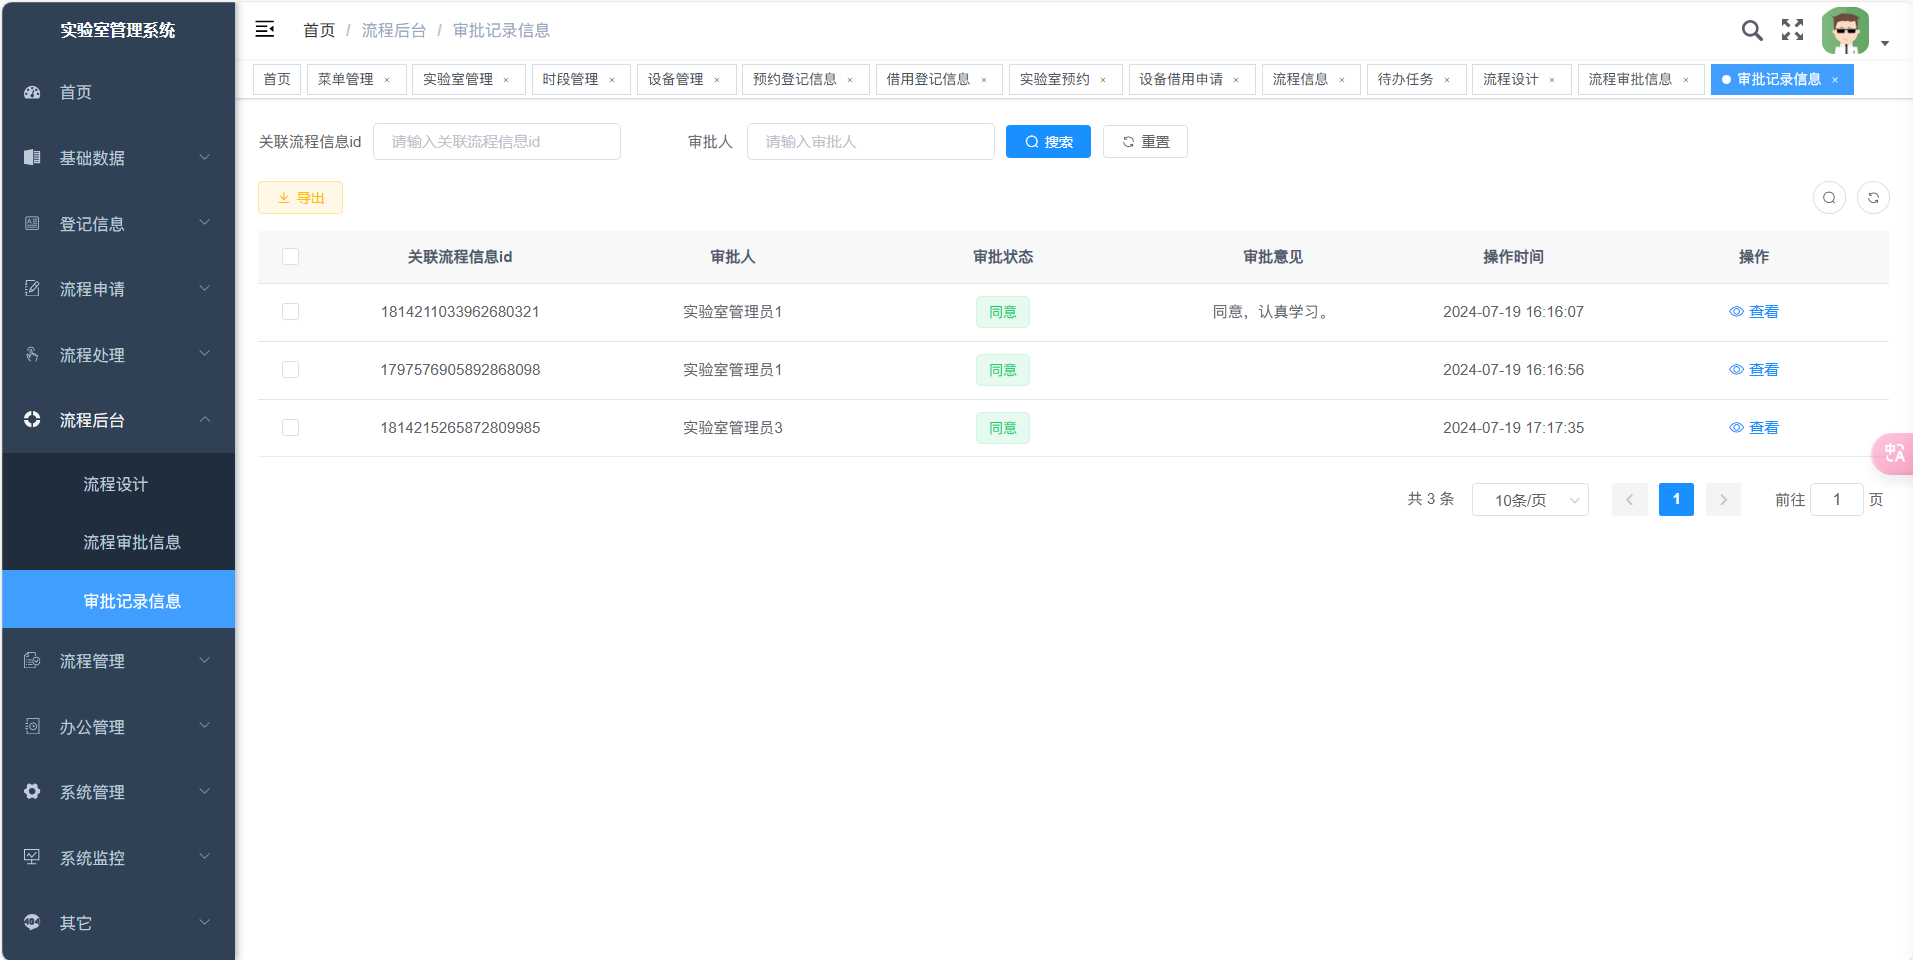 实验室管理系统
首页 / 流程后台 / 审批记录信息
首页
菜单管理 ×
实验室管理 ×
时段管理 ×
设备管理 ×
预约登记信息 ×
借用登记信息 ×
实验室预约 ×
设备借用申请 ×
流程信息 ×
待办任务 ×
流程设计 ×
流程审批信息 ×
审批记录信息 ×
首页
基础数据
登记信息
流程申请
流程处理
流程后台
流程设计
流程审批信息
审批记录信息
流程管理
办公管理
系统管理
系统监控
404 其它
关联流程信息id 请输入关联流程信息id 审批人 请输入审批人 搜索 重置
导出
关联流程信息id 审批人 审批状态 审批意见 操作时间 操作
1814211033962680321 实验室管理员1 同意 同意，认真学习。 2024-07-19 16:16:07 查看
1797576905892868098 实验室管理员1 同意 2024-07-19 16:16:56 查看
1814215265872809985 实验室管理员3 同意 2024-07-19 17:17:35 查看
共 3 条 10条/页 1 前往 1 页
中A